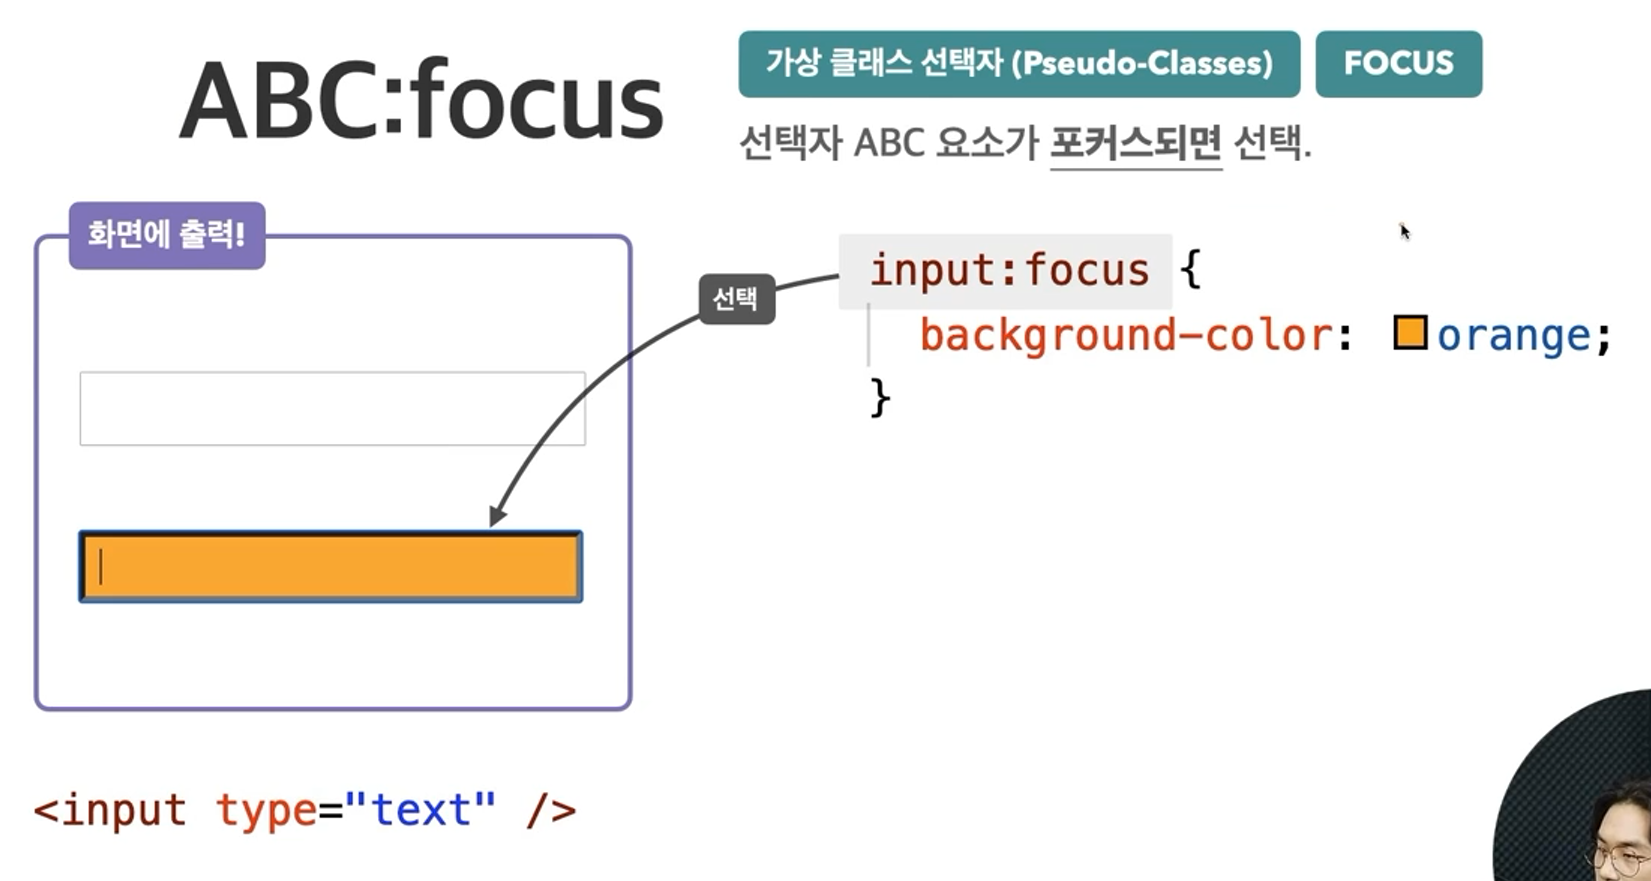 ABC:focus
가상 클래스 선택자 (Pseudo-Classes)
FOCUS
선택자 ABC 요소가 포커스되면 선택.
화면에 출력!
선택
input:focus {
background-color: orange;
}
<input type="text" />